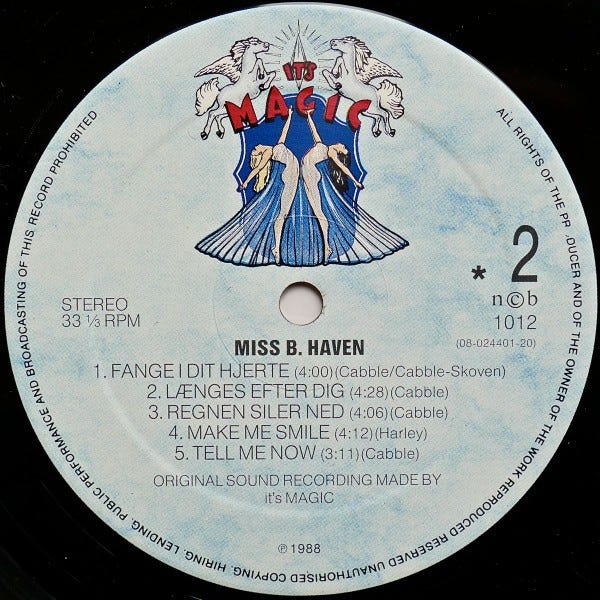 IT'S
MAGIC
STEREO
33 ⅓ RPM
* 2
n©b
1012
(08-024401-20)
MISS B. HAVEN
1. FANGE I DIT HJERTE (4:00)(Cabble/Cabble-Skoven)
2. LÆNGES EFTER DIG (4:28)(Cabble)
3. REGNEN SILER NED (4:06)(Cabble)
4. MAKE ME SMILE (4:12)(Harley)
5. TELL ME NOW (3:11)(Cabble)
ORIGINAL SOUND RECORDING MADE BY
it's MAGIC
℗ 1988
ALL RIGHTS OF THE PR .DUCER AND OF THE OWNER OF THE WORK REPRODUCED RESERVED UNAUTHORISED COPYING. HIRING. LENDING. PUBLIC PERFORMANCE AND BROADCASTING OF THIS RECORD PROHIBITED